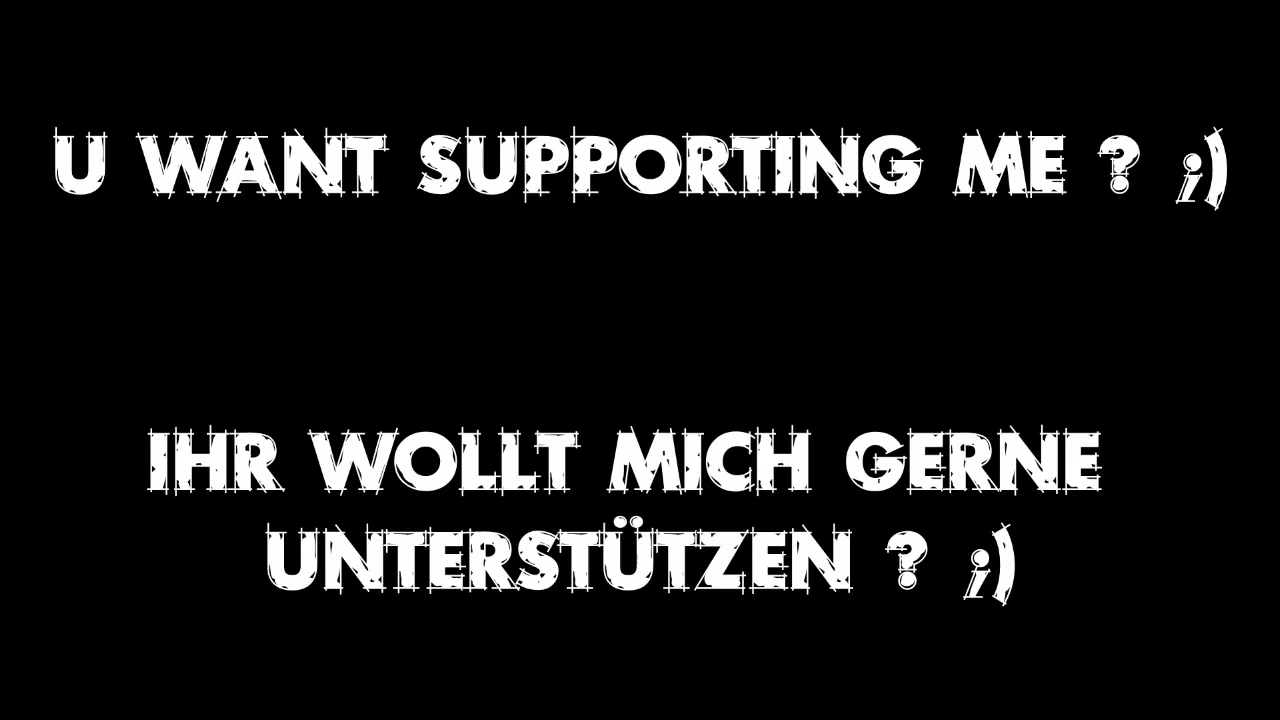 U WANT SUPPORTING ME ? ;)
IHR WOLLT MICH GERNE
UNTERSTÜTZEN ? ;)